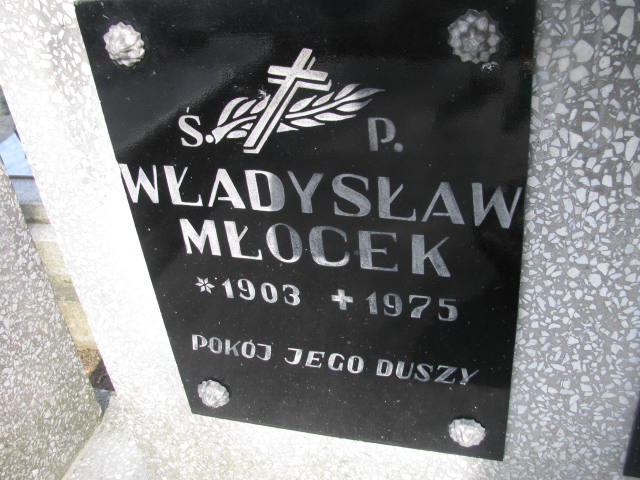 Ś. P.
WŁADYSŁAW
MŁOCEK
* 1903 + 1975
POKÓJ JEGO DUSZY